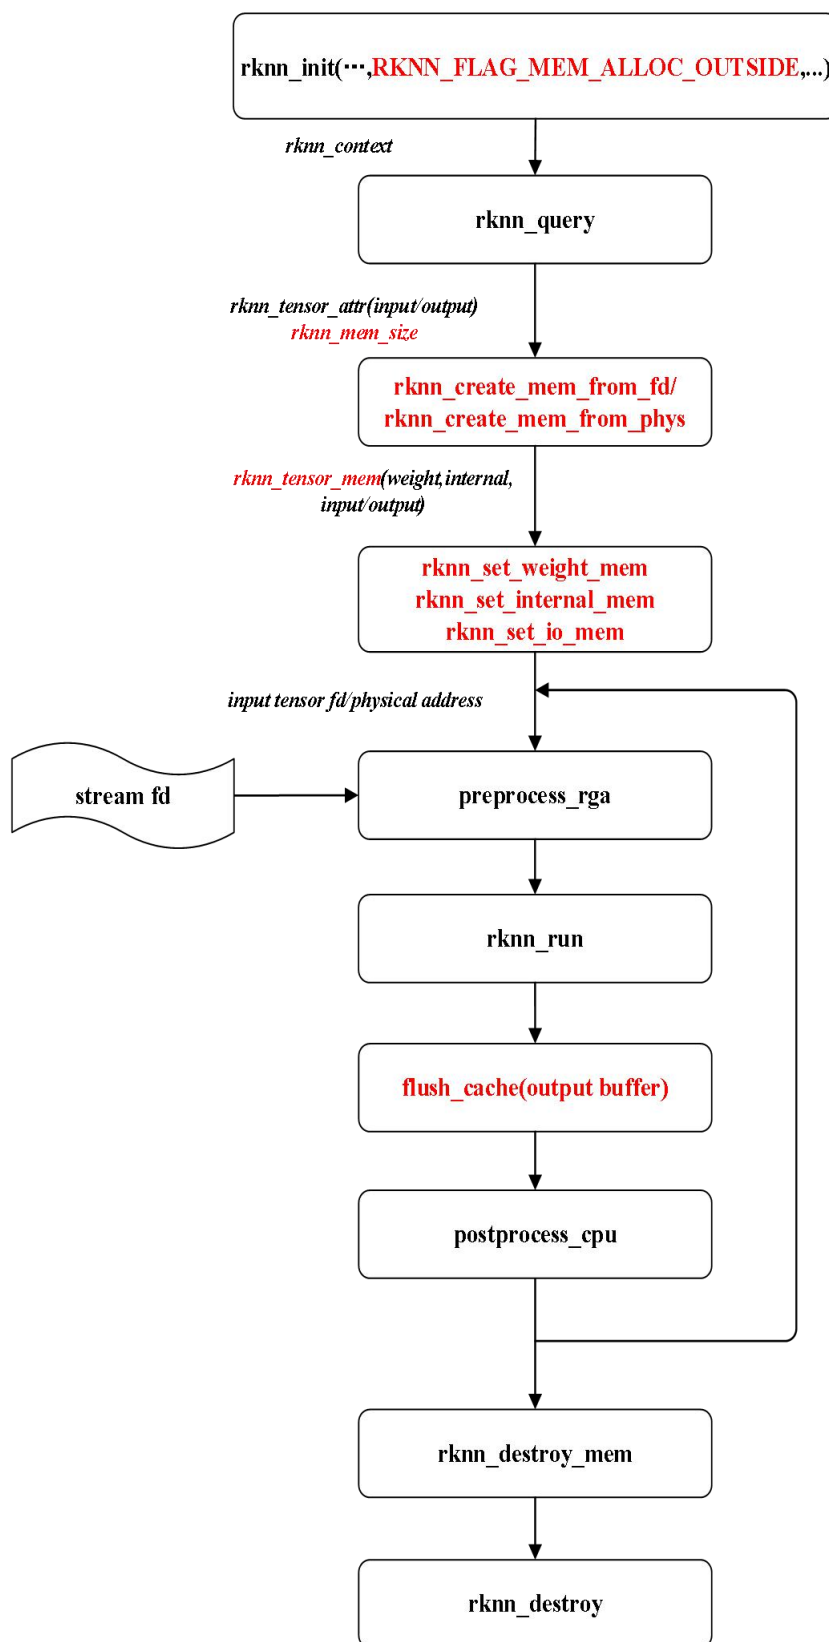 rknn_init(···,RKNN_FLAG_MEM_ALLOC_OUTSIDE,...)
rknn_context
rknn_query
rknn_tensor_attr(input/output)
rknn_mem_size
rknn_create_mem_from_fd/
rknn_create_mem_from_phys
rknn_tensor_mem(weight,internal,
input/output)
rknn_set_weight_mem
rknn_set_internal_mem
rknn_set_io_mem
input tensor fd/physical address
stream fd
preprocess_rga
rknn_run
flush_cache(output buffer)
postprocess_cpu
rknn_destroy_mem
rknn_destroy